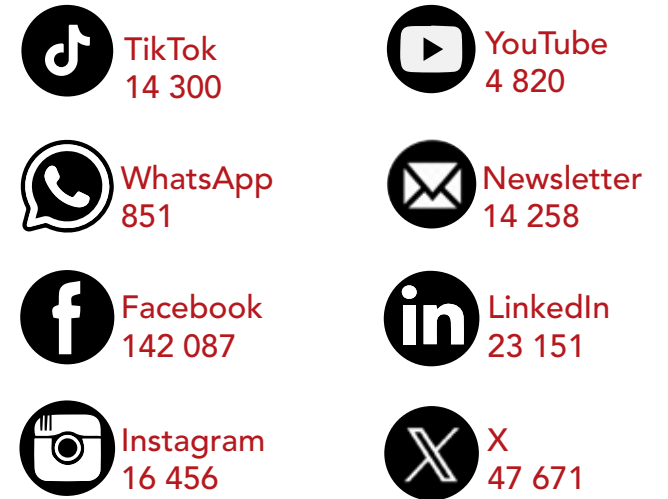 TikTok
14 300
YouTube
4 820
WhatsApp
851
Newsletter
14 258
Facebook
142 087
LinkedIn
23 151
Instagram
16 456
X
47 671